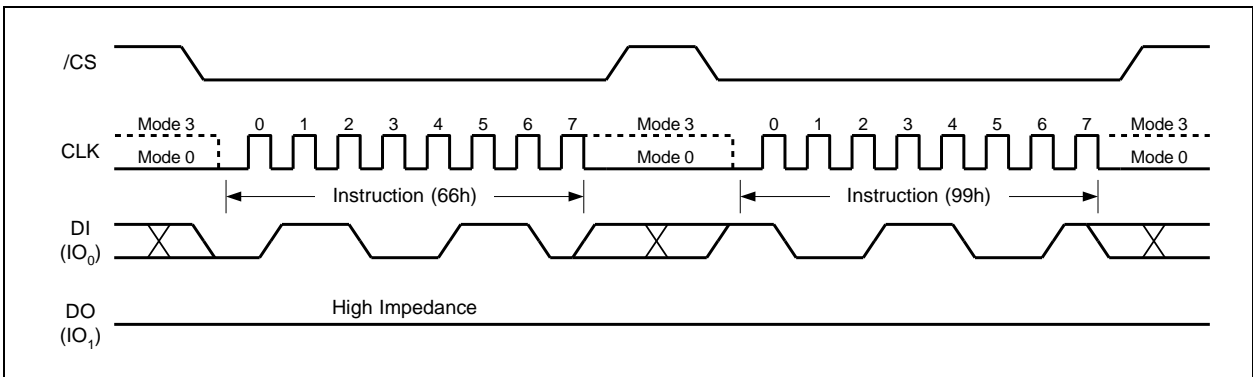 /CS
Mode 3 0 1 2 3 4 5 6 7 Mode 3 0 1 2 3 4 5 6 7 Mode 3
CLK
Mode 0 Mode 0 Mode 0
Instruction (66h) Instruction (99h)
DI
(IO0)
DO
(IO1)
High Impedance